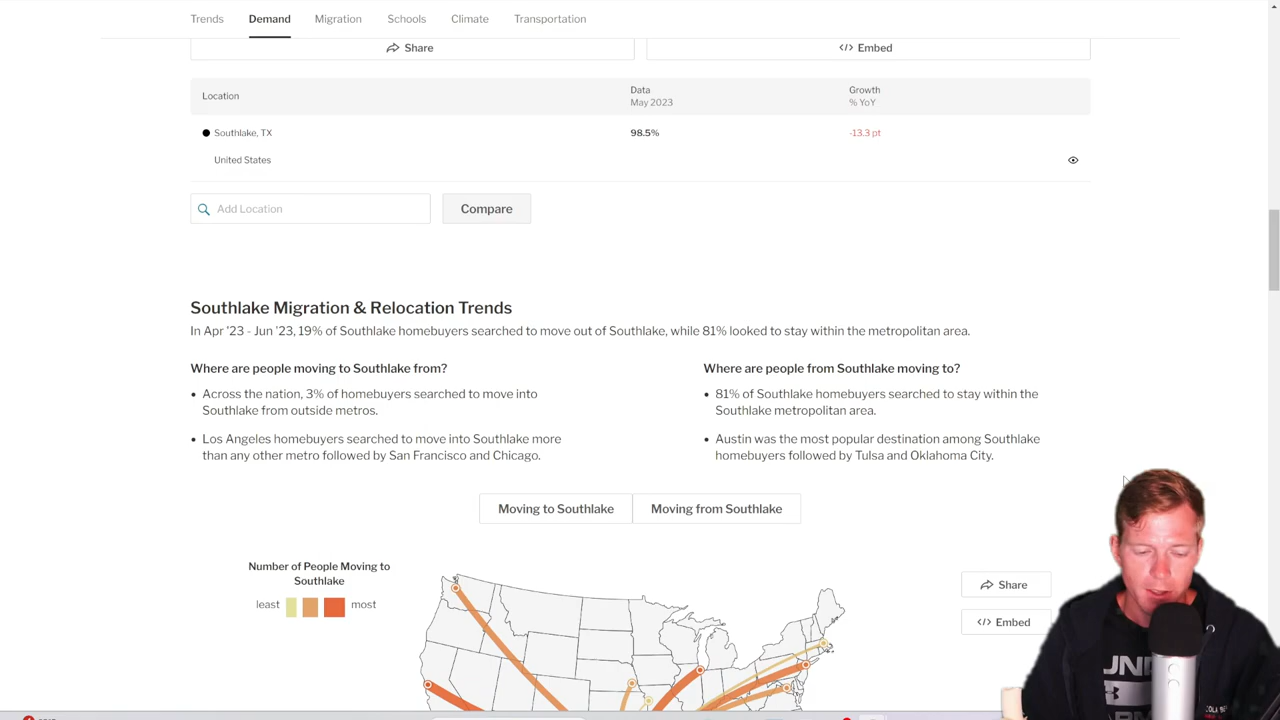 Trends Demand Migration Schools Climate Transportation
Share </> Embed
Location Data Growth
May 2023 % YoY
Southlake, TX 98.5% -13.3 pt
United States
Add Location Compare
Southlake Migration & Relocation Trends
In Apr '23 - Jun '23, 19% of Southlake homebuyers searched to move out of Southlake, while 81% looked to stay within the metropolitan area.
Where are people moving to Southlake from?
• Across the nation, 3% of homebuyers searched to move into
Southlake from outside metros.
• Los Angeles homebuyers searched to move into Southlake more
than any other metro followed by San Francisco and Chicago.
Where are people from Southlake moving to?
• 81% of Southlake homebuyers searched to stay within the
Southlake metropolitan area.
• Austin was the most popular destination among Southlake
homebuyers followed by Tulsa and Oklahoma City.
Moving to Southlake Moving from Southlake
Number of People Moving to
Southlake
least most
Share
</> Embed